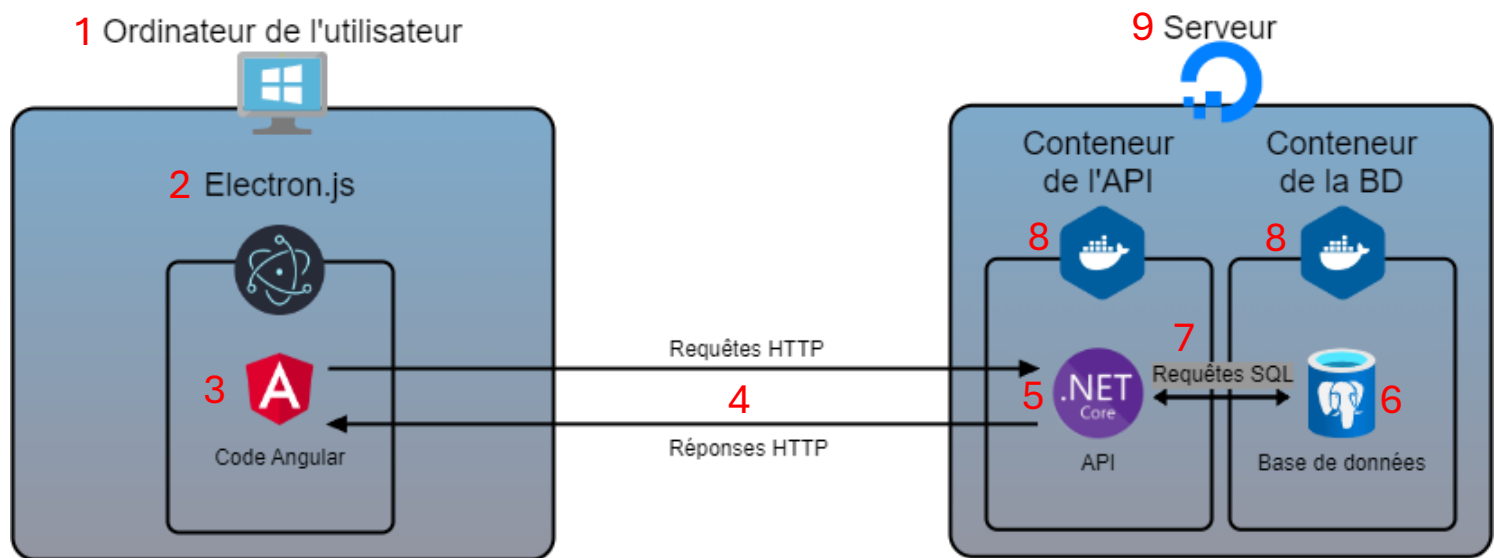 1 Ordinateur de l'utilisateur
9 Serveur
2 Electron.js
Conteneur
de l'API
Conteneur
de la BD
8
8
3
Code Angular
Requêtes HTTP
4
Réponses HTTP
7
Requêtes SQL
5
.NET
Core
API
6
Base de données